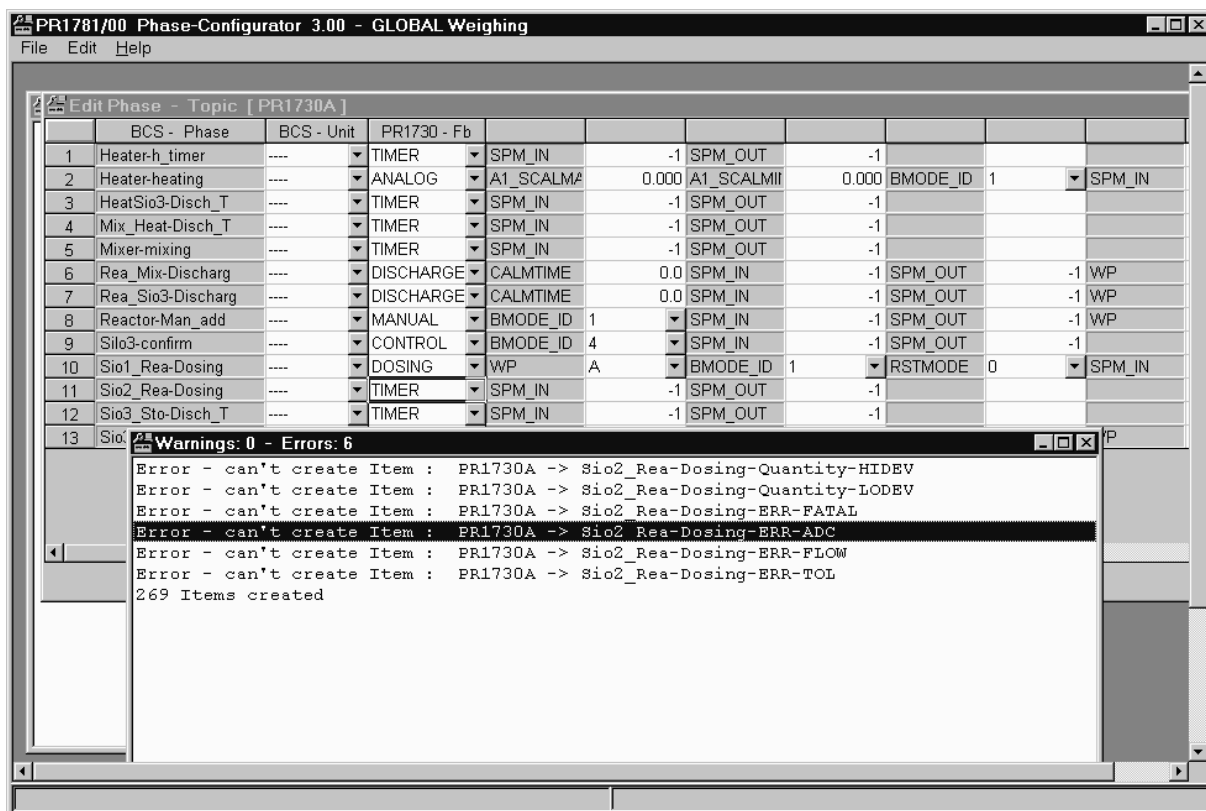 PR1781/00 Phase-Configurator 3.00 - GLOBAL Weighing
File Edit Help
Edit Phase - Topic [ PR1730A ]
BCS - Phase BCS - Unit PR1730 - Fb
1 Heater-h_timer ---- TIMER SPM_IN -1 SPM_OUT -1
2 Heater-heating ---- ANALOG A1_SCALMA 0.000 A1_SCALMII 0.000 BMODE_ID 1 SPM_IN
3 HeatSio3-Disch_T ---- TIMER SPM_IN -1 SPM_OUT -1
4 Mix_Heat-Disch_T ---- TIMER SPM_IN -1 SPM_OUT -1
5 Mixer-mixing ---- TIMER SPM_IN -1 SPM_OUT -1
6 Rea_Mix-Discharg ---- DISCHARGE CALMTIME 0.0 SPM_IN -1 SPM_OUT -1 WP
7 Rea_Sio3-Discharg ---- DISCHARGE CALMTIME 0.0 SPM_IN -1 SPM_OUT -1 WP
8 Reactor-Man_add ---- MANUAL BMODE_ID 1 SPM_IN -1 SPM_OUT -1 WP
9 Silo3-confirm ---- CONTROL BMODE_ID 4 SPM_IN -1 SPM_OUT -1
10 Sio1_Rea-Dosing ---- DOSING WP A BMODE_ID 1 RSTMODE 0 SPM_IN
11 Sio2_Rea-Dosing ---- TIMER SPM_IN -1 SPM_OUT -1
12 Sio3_Sto-Disch_T ---- TIMER SPM_IN -1 SPM_OUT -1
13
Warnings: 0 - Errors: 6
Error - can't create Item : PR1730A -> Sio2_Rea-Dosing-Quantity-HIDEV
Error - can't create Item : PR1730A -> Sio2_Rea-Dosing-Quantity-LODEV
Error - can't create Item : PR1730A -> Sio2_Rea-Dosing-ERR-FATAL
Error - can't create Item : PR1730A -> Sio2_Rea-Dosing-ERR-ADC
Error - can't create Item : PR1730A -> Sio2_Rea-Dosing-ERR-FLOW
Error - can't create Item : PR1730A -> Sio2_Rea-Dosing-ERR-TOL
269 Items created